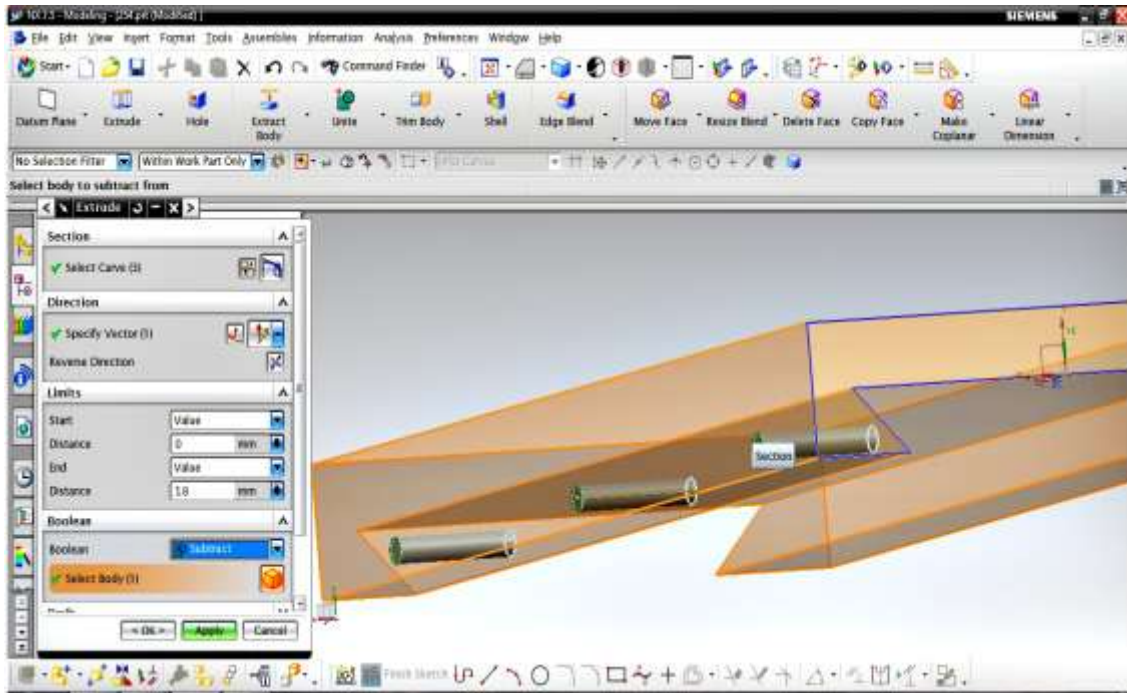 NX 7.5 - Modeling - [254.prt (Modified)]
SIEMENS
File Edit View Insert Format Tools Assemblies Information Analysis Preferences Window Help
Start Command Finder
Datum Plane Extrude Hole Extract Body Unite Trim Body Shell Edge Blend Move Face Resize Blend Delete Face Copy Face Make Coplanar Linear Dimension
No Selection Filter Within Work Part Only
Select body to subtract from
Extrude
Section
Select Curve (3)
Direction
Specify Vector (1)
Reverse Direction
Limits
Start Value
Distance 0 mm
End Value
Distance 18 mm
Boolean
Boolean Subtract
Select Body (1)
< OK > Apply Cancel
Section
Finish Sketch